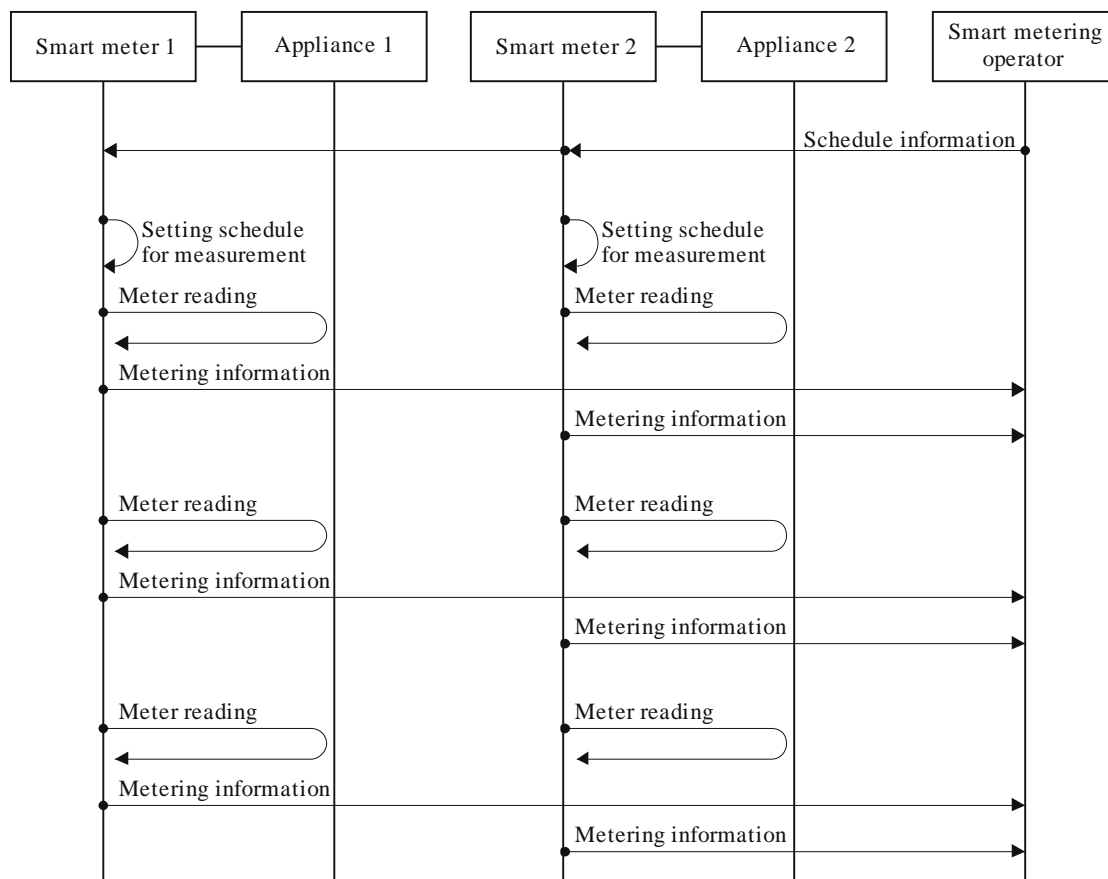 Smart meter 1
Appliance 1
Smart meter 2
Appliance 2
Smart metering
operator
Schedule information
Setting schedule
for measurement
Setting schedule
for measurement
Meter reading
Meter reading
Metering information
Metering information
Meter reading
Meter reading
Metering information
Metering information
Meter reading
Meter reading
Metering information
Metering information